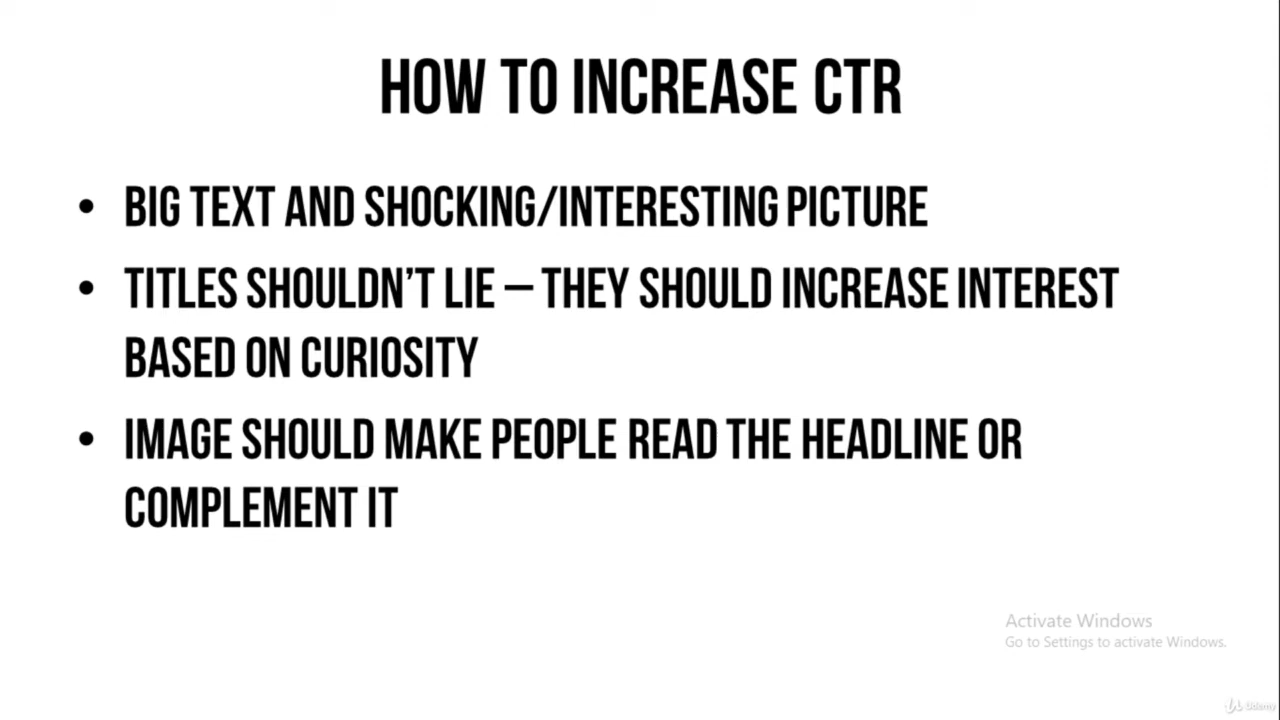 HOW TO INCREASE CTR
• BIG TEXT AND SHOCKING/INTERESTING PICTURE
• TITLES SHOULDN'T LIE – THEY SHOULD INCREASE INTEREST
BASED ON CURIOSITY
• IMAGE SHOULD MAKE PEOPLE READ THE HEADLINE OR
COMPLEMENT IT
Activate Windows
Go to Settings to activate Windows.
Udemy